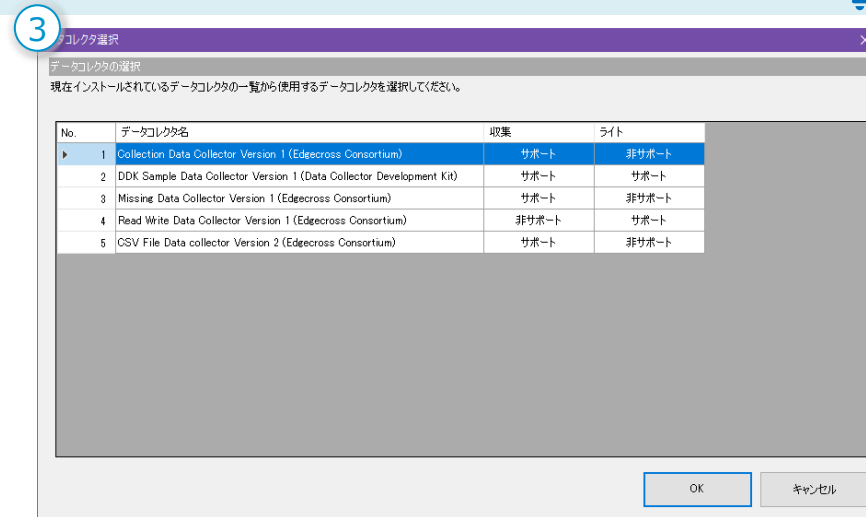 3
タコレクタ選択
データコレクタの選択
現在インストールされているデータコレクタの一覧から使用するデータコレクタを選択してください。
No. データコレクタ名 収集 ライト
1 Collection Data Collector Version 1 (Edgecross Consortium) サポート 非サポート
2 DDK Sample Data Collector Version 1 (Data Collector Development Kit) サポート サポート
3 Missing Data Collector Version 1 (Edgecross Consortium) サポート 非サポート
4 Read Write Data Collector Version 1 (Edgecross Consortium) 非サポート サポート
5 CSV File Data collector Version 2 (Edgecross Consortium) サポート 非サポート
OK キャンセル